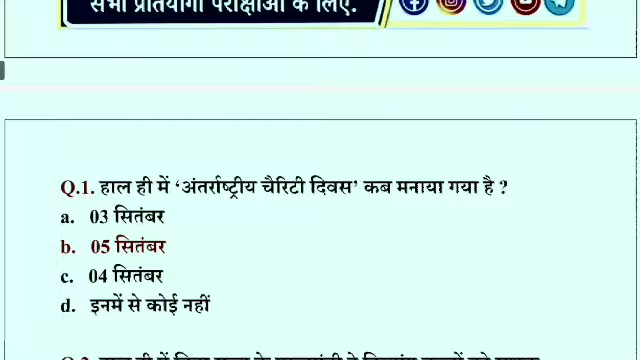 सभी प्रतियोगी परीक्षाओं के लिए.
Q.1. हाल ही में ‘अंतर्राष्ट्रीय चैरिटी दिवस’ कब मनाया गया है ?
a. 03 सितंबर
b. 05 सितंबर
c. 04 सितंबर
d. इनमें से कोई नहीं